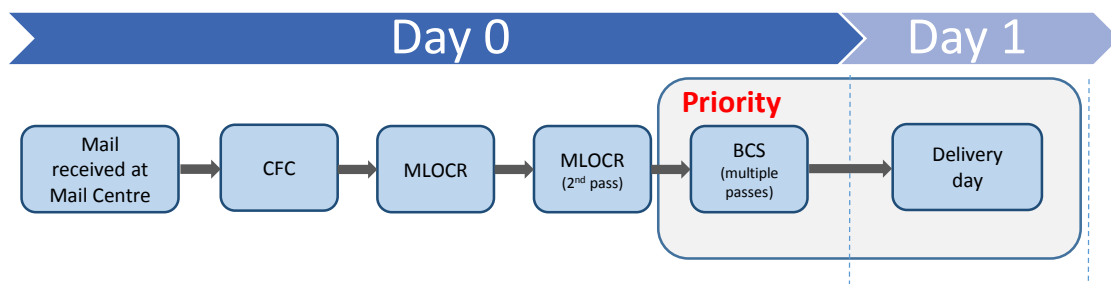 Day 0
Day 1
Priority
Mail
received at
Mail Centre
CFC
MLOCR
MLOCR
(2nd pass)
BCS
(multiple
passes)
Delivery
day